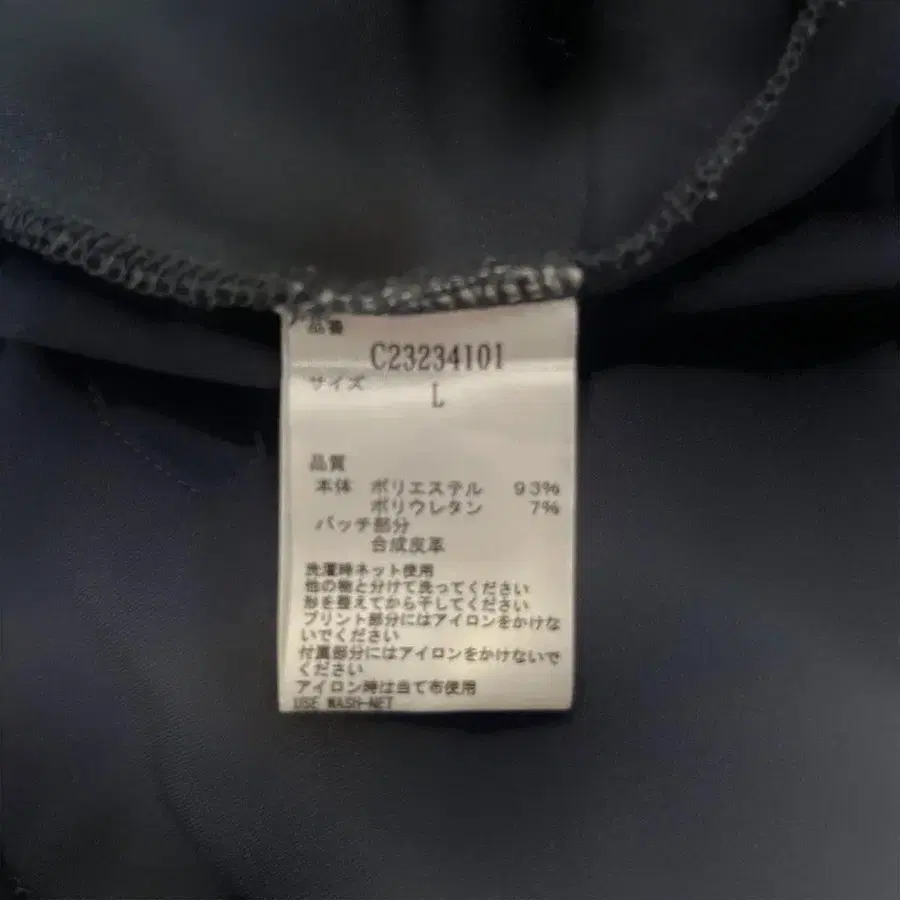 品番
C23234101
サイズ
L
品質
本体 ポリエステル 93%
ポリウレタン 7%
パッチ部分
合成皮革
洗濯時ネット使用
他の物と分けて洗ってください
形を整えてから干してください
プリント部分にはアイロンをかけな
いでください
付属部分にはアイロンをかけないで
ください
アイロン時は当て布使用
USE WASH-NET